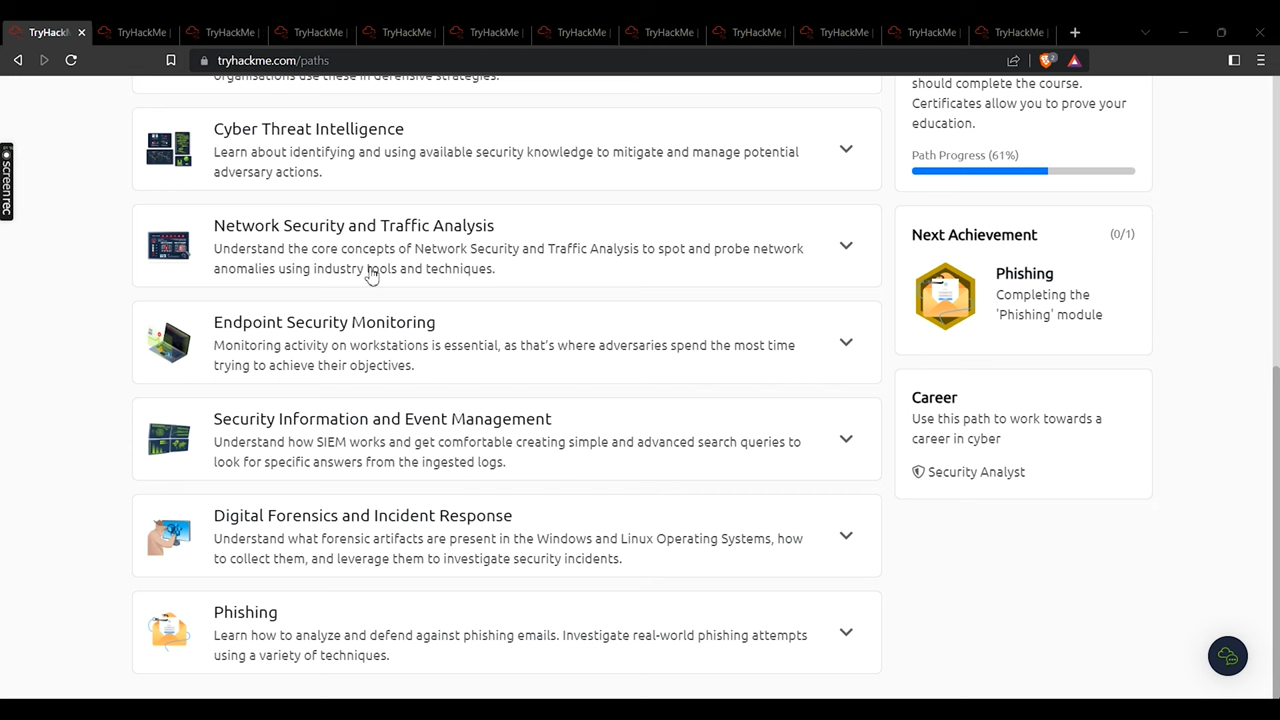 TryHackMe
TryHackMe
TryHackMe
TryHackMe
TryHackMe
TryHackMe
TryHackMe
TryHackMe
TryHackMe
TryHackMe
TryHackMe
TryHackMe
tryhackme.com/paths
2
Screenrec
organisations use these in defensive strategies.
Cyber Threat Intelligence
Learn about identifying and using available security knowledge to mitigate and manage potential
adversary actions.
Network Security and Traffic Analysis
Understand the core concepts of Network Security and Traffic Analysis to spot and probe network
anomalies using industry tools and techniques.
Endpoint Security Monitoring
Monitoring activity on workstations is essential, as that’s where adversaries spend the most time
trying to achieve their objectives.
Security Information and Event Management
Understand how SIEM works and get comfortable creating simple and advanced search queries to
look for specific answers from the ingested logs.
Digital Forensics and Incident Response
Understand what forensic artifacts are present in the Windows and Linux Operating Systems, how
to collect them, and leverage them to investigate security incidents.
Phishing
Learn how to analyze and defend against phishing emails. Investigate real-world phishing attempts
using a variety of techniques.
should complete the course.
Certificates allow you to prove your
education.
Path Progress (61%)
Next Achievement (0/1)
Phishing
Completing the
'Phishing' module
Career
Use this path to work towards a
career in cyber
Security Analyst